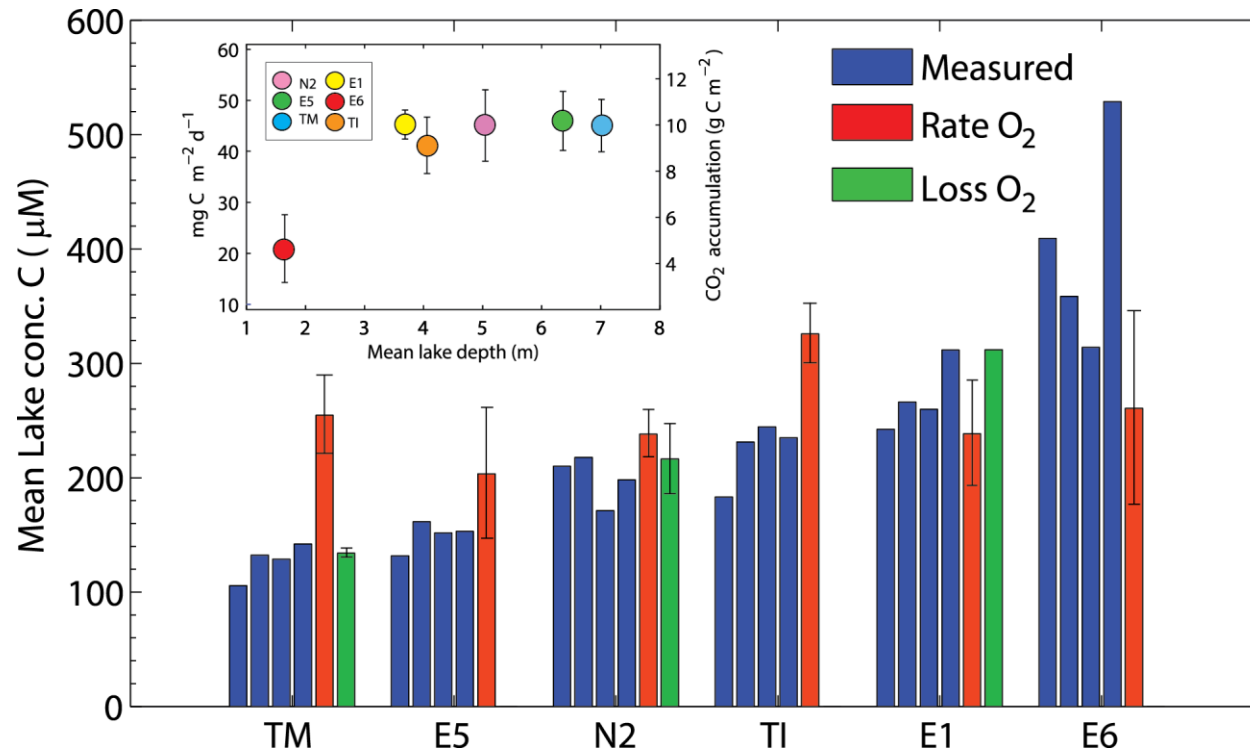 600
500
400
300
200
100
0
Mean Lake conc. C ( μM)
TM
E5
N2
TI
E1
E6
Measured
Rate O₂
Loss O₂
60
50
40
30
20
10
mg C m⁻² d⁻¹
N2
E1
E5
E6
TM
TI
12
10
8
6
4
CO₂ accumulation (g C m⁻²)
1
2
3
4
5
6
7
8
Mean lake depth (m)